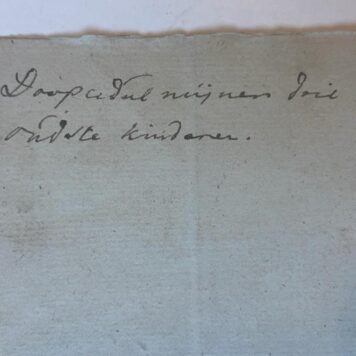 Doopcedul mijner drie
oudste kinderen.